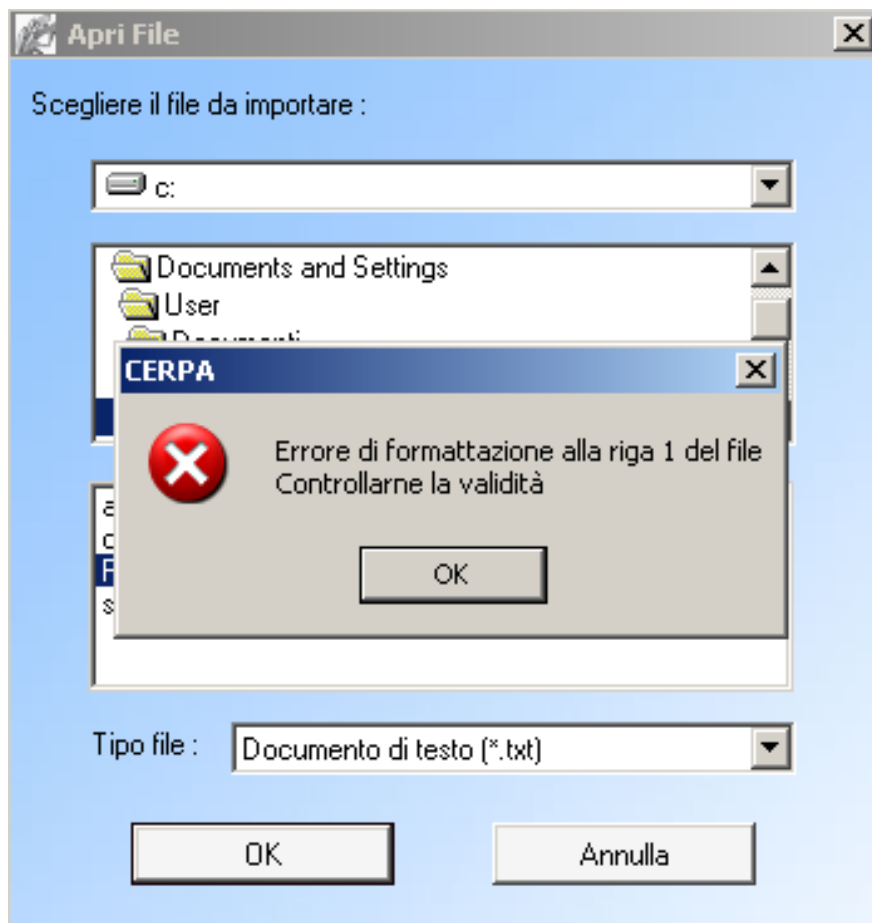 Apri File
Scegliere il file da importare :
c:
Documents and Settings
User
Documenti
CERPA
Errore di formattazione alla riga 1 del file
Controllarne la validità
OK
Tipo file :
Documento di testo (*.txt)
OK
Annulla